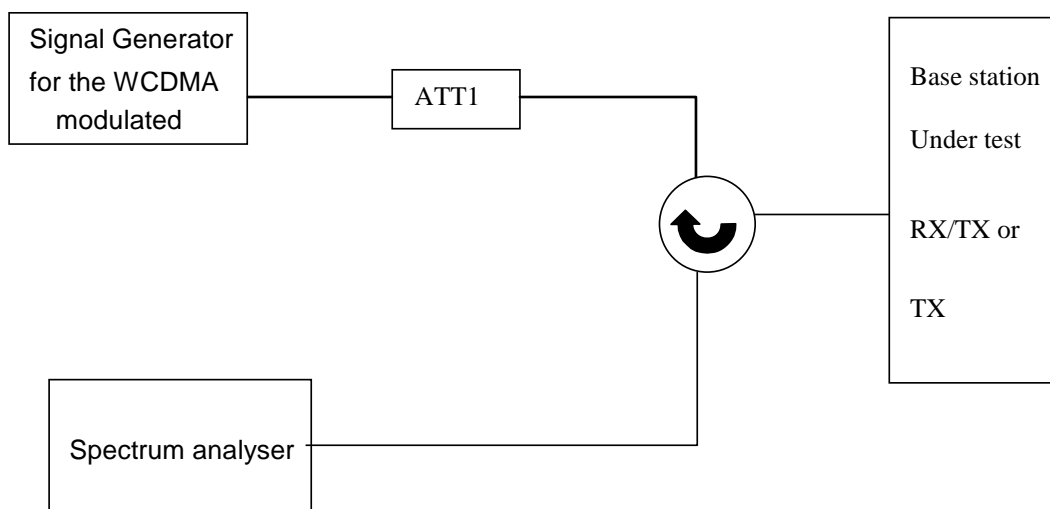 Signal Generator
for the WCDMA
modulated
ATT1
Base station
Under test
RX/TX or
TX
Spectrum analyser